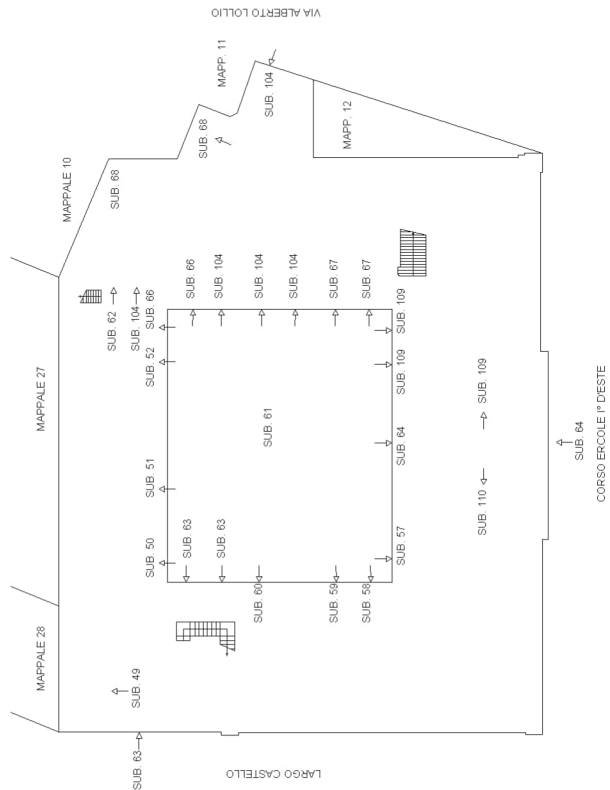 VIA ALBERTO LOLLIO
MAPP. 11
SUB. 104
MAPPALE 10
SUB. 68
SUB. 68
MAPP. 12
MAPPALE 27
SUB. 62
SUB. 104
SUB. 66
SUB. 66
SUB. 104
SUB. 104
SUB. 104
SUB. 67
SUB. 67
SUB. 109
SUB. 52
SUB. 109
SUB. 61
SUB. 64
SUB. 109
SUB. 51
SUB. 110
SUB. 64
CORSO ERCOLE I° D'ESTE
SUB. 50
SUB. 63
SUB. 63
SUB. 57
SUB. 60
SUB. 59
SUB. 58
MAPPALE 28
SUB. 49
SUB. 63
LARGO CASTELLO